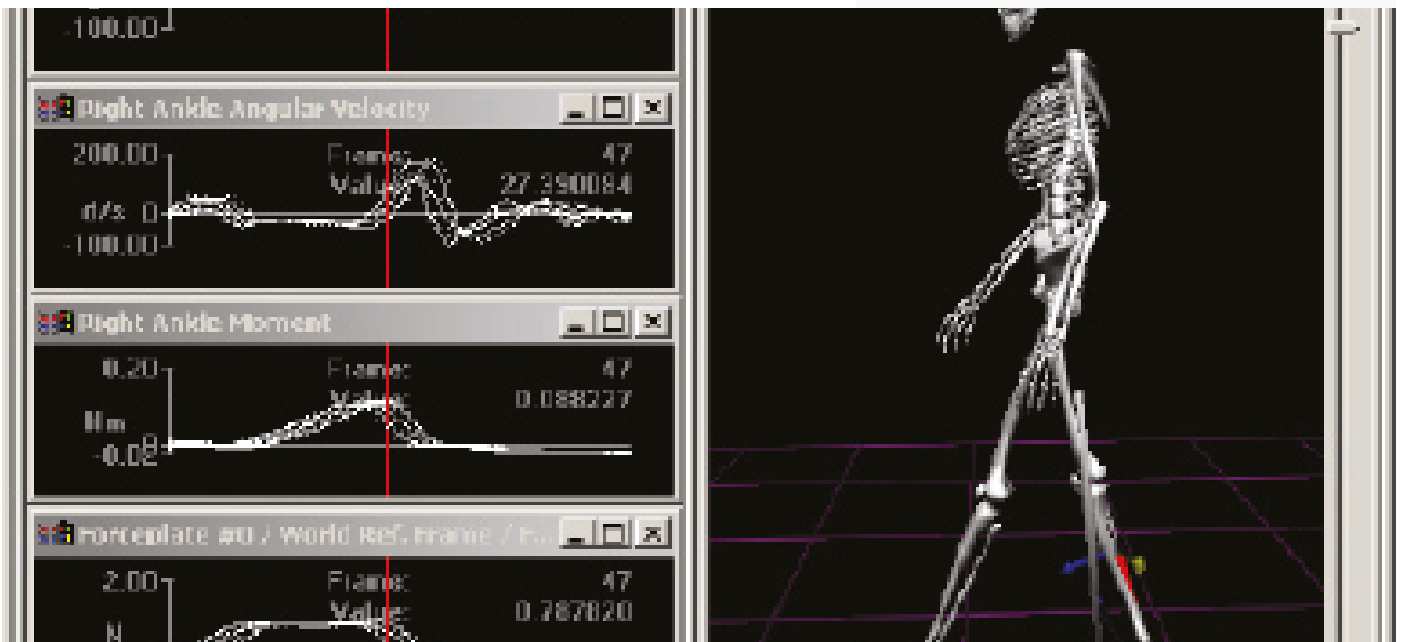 -100.00
Right Ankle Angular Velocity
200.00 Frame: 47
Value: 27.390084
d/s 0
-100.00
Right Ankle Moment
0.20 Frame: 47
Value: 0.088227
Nm 0
-0.02
Forceplate #0 / World Ref. Frame / F...
2.00 Frame: 47
Value: 0.787820
N